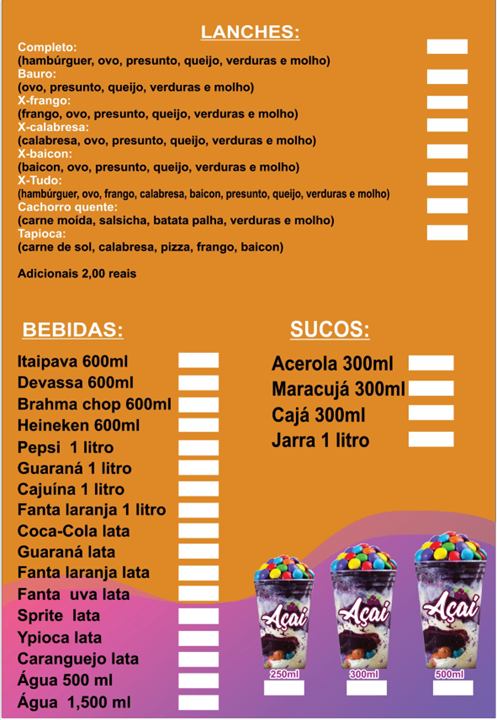 LANCHES:
Completo:
(hambúrguer, ovo, presunto, queijo, verduras e molho)
Bauro:
(ovo, presunto, queijo, verduras e molho)
X-frango:
(frango, ovo, presunto, queijo, verduras e molho)
X-calabresa:
(calabresa, ovo, presunto, queijo, verduras e molho)
X-baicon:
(baicon, ovo, presunto, queijo, verduras e molho)
X-Tudo:
(hambúrguer, ovo, frango, calabresa, baicon, presunto, queijo, verduras e molho)
Cachorro quente:
(carne moida, salsicha, batata palha, verduras e molho)
Tapioca:
(carne de sol, calabresa, pizza, frango, baicon)
Adicionais 2,00 reais
BEBIDAS:
Itaipava 600ml
Devassa 600ml
Brahma chop 600ml
Heineken 600ml
Pepsi 1 litro
Guaraná 1 litro
Cajuína 1 litro
Fanta laranja 1 litro
Coca-Cola lata
Guaraná lata
Fanta laranja lata
Fanta uva lata
Sprite lata
Ypioca lata
Caranguejo lata
Água 500 ml
Água 1,500 ml
SUCOS:
Acerola 300ml
Maracujá 300ml
Cajá 300ml
Jarra 1 litro
Açaí
Açaí
Açaí
250ml
300ml
500ml